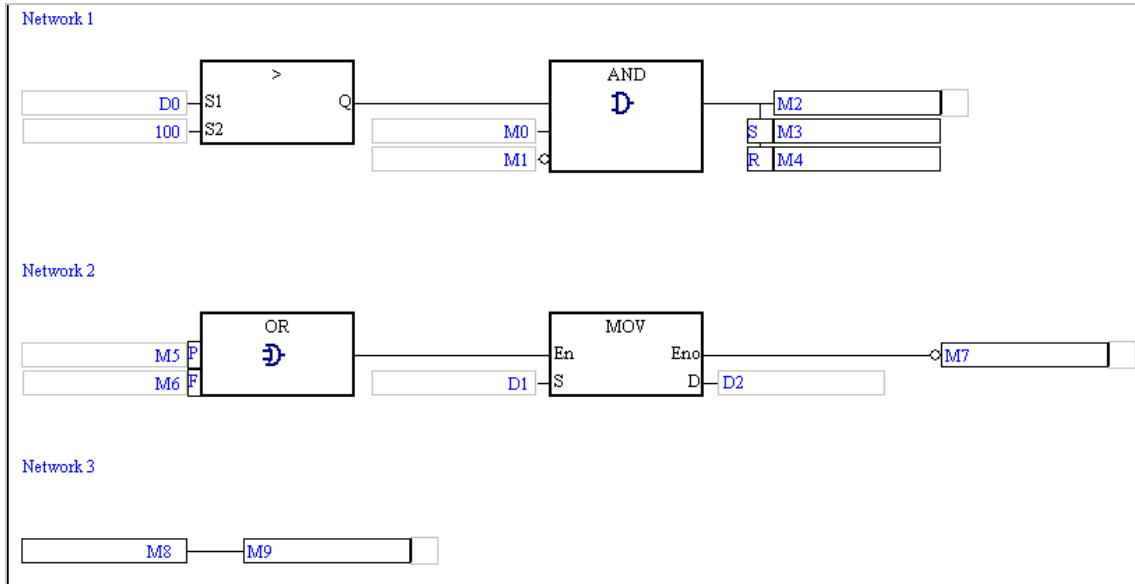 Network 1
> AND
D0 S1 Q M2
100 S2 M0 S M3
M1 R M4
Network 2
OR MOV
M5 P En Eno M7
M6 F D1 S D D2
Network 3
M8 M9